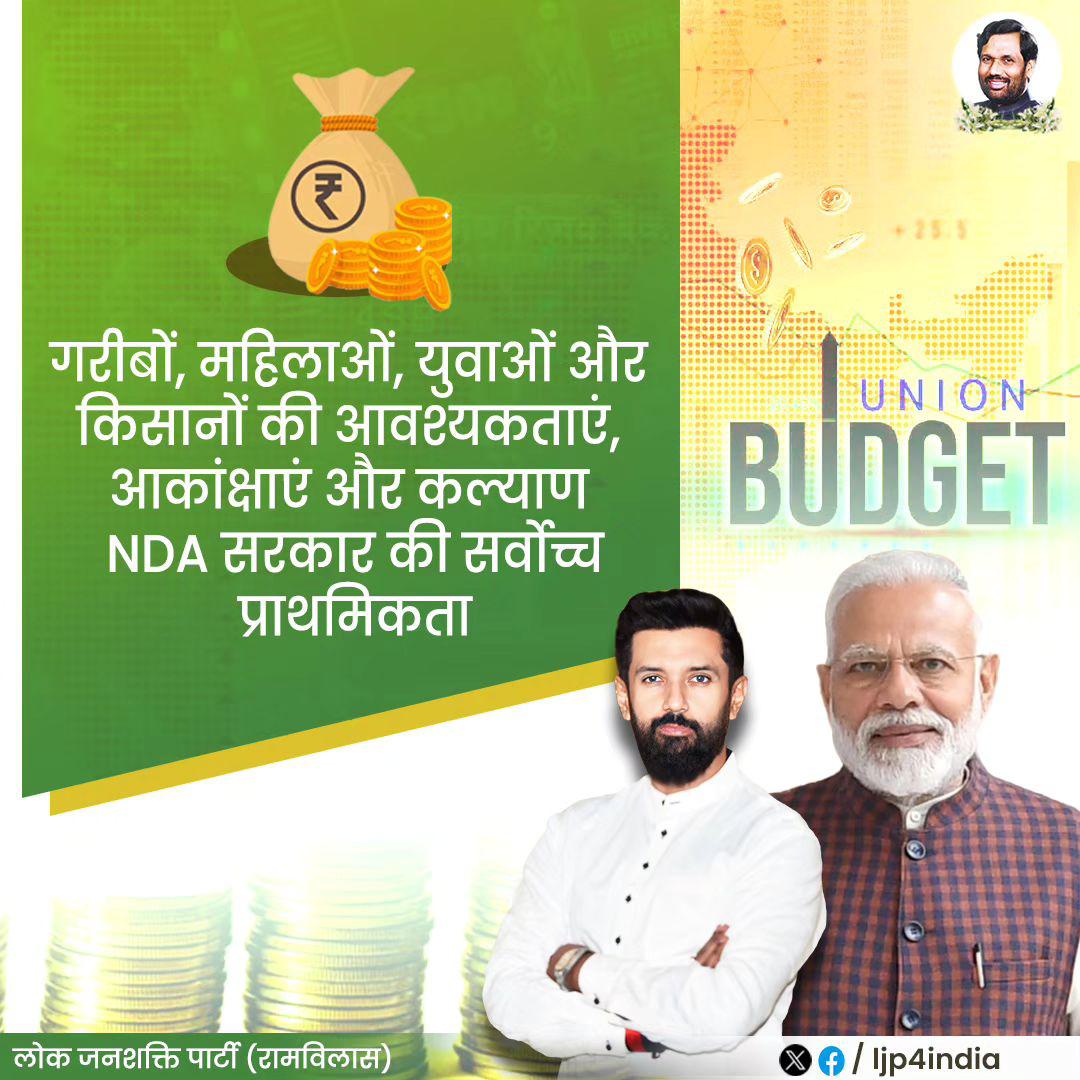 गरीबों, महिलाओं, युवाओं और
किसानों की आवश्यकताएं,
आकांक्षाएं और कल्याण
NDA सरकार की सर्वोच्च
प्राथमिकता
+ 25.5
UNION
BUDGET
लोक जनशक्ति पार्टी (रामविलास)
/ ljp4india